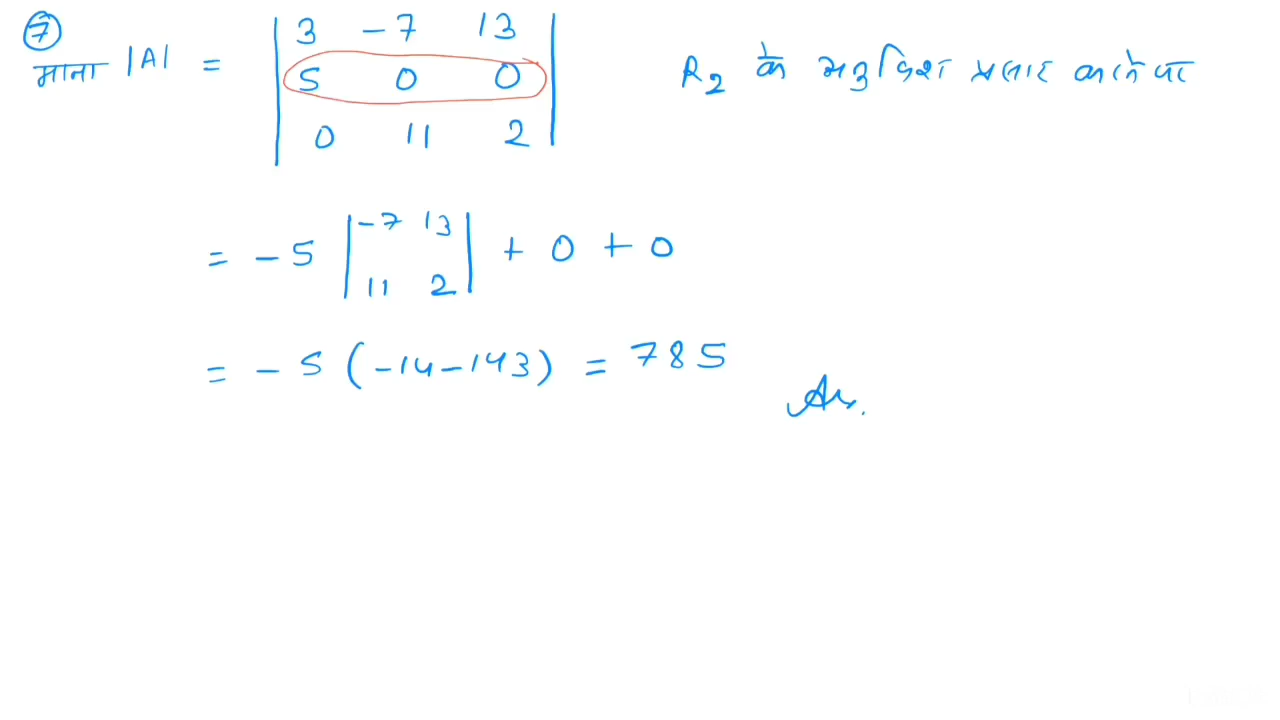 ⑦
माना |A| = | 3 -7 13 |
| 5 0 0 | R2 के अनुदिश प्रसार करने पर
| 0 11 2 |
= - 5 | -7 13 | + 0 + 0
| 11 2 |
= - 5 (-14-143) = 785
Ans.